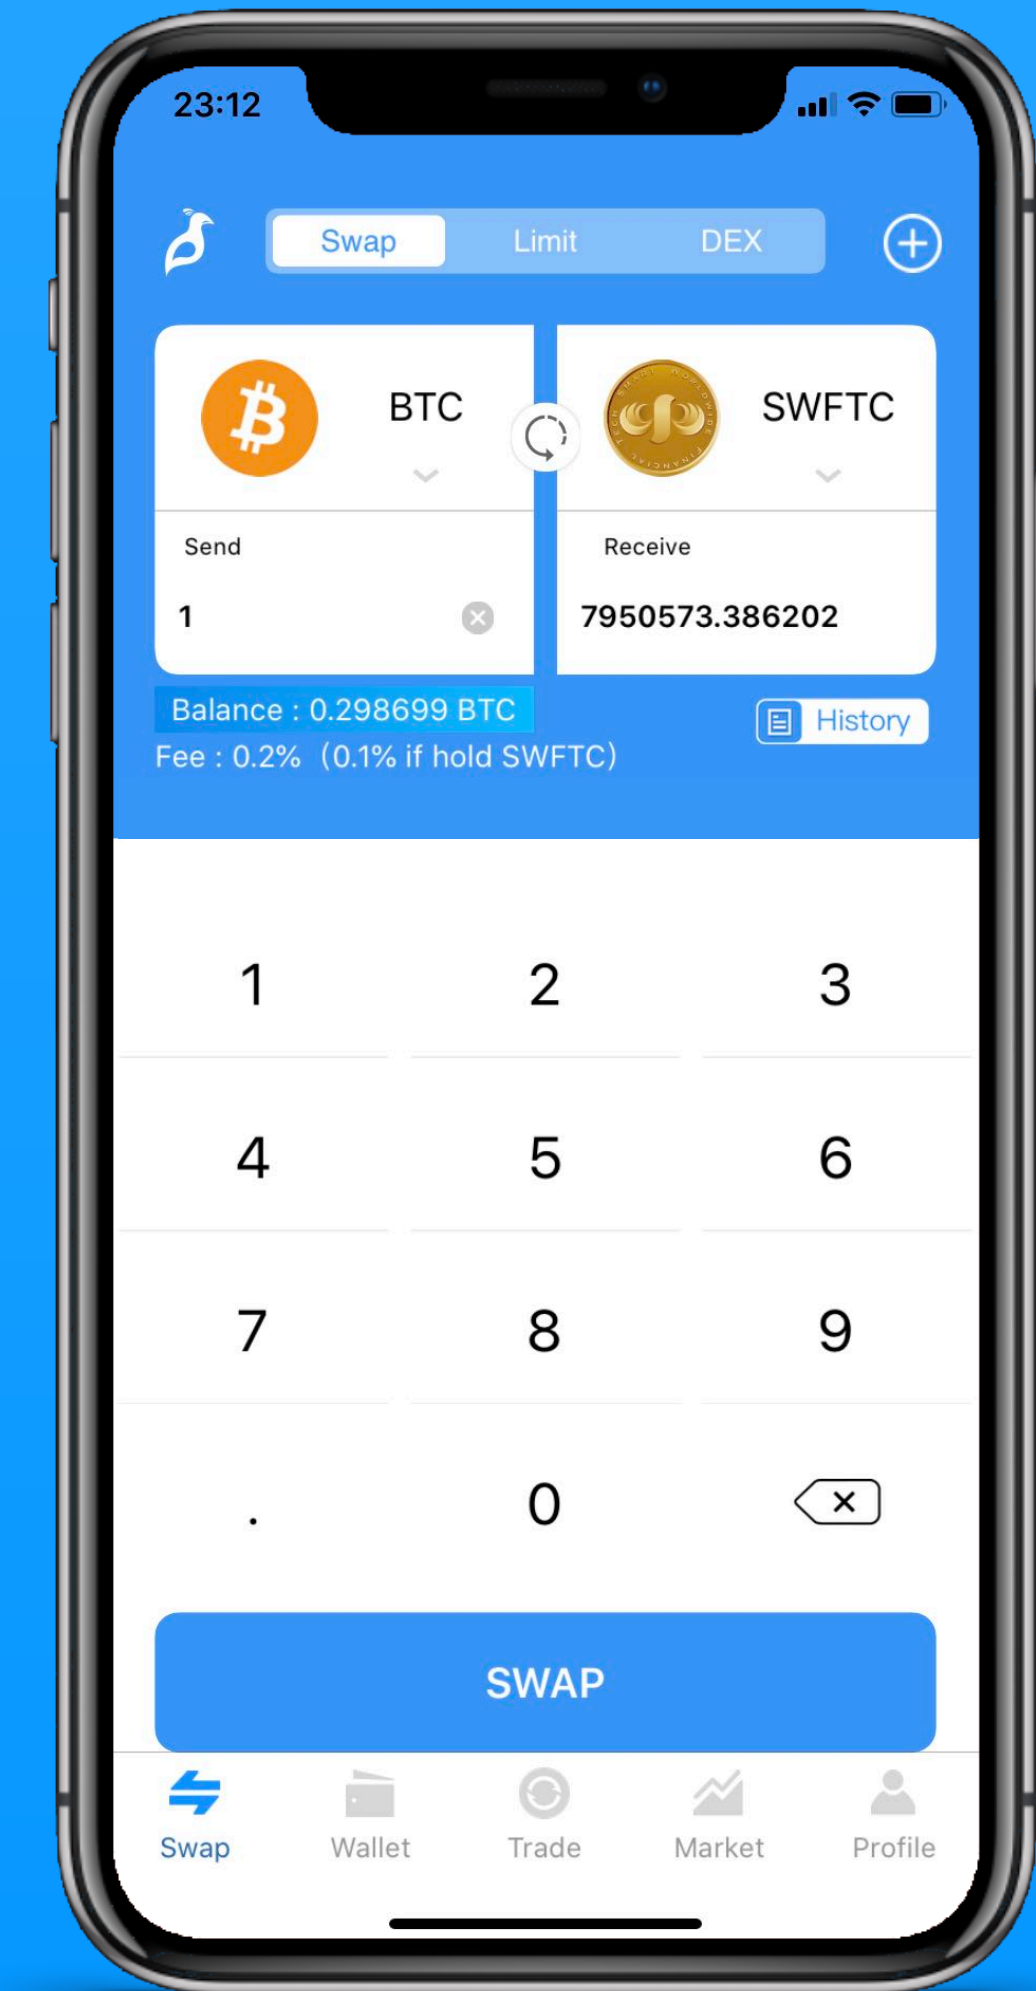 23:12
Swap Limit DEX
BTC SWFTC
Send Receive
1 7950573.386202
Balance : 0.298699 BTC
History
Fee : 0.2% (0.1% if hold SWFTC)
1 2 3
4 5 6
7 8 9
. 0
SWAP
Swap Wallet Trade Market Profile